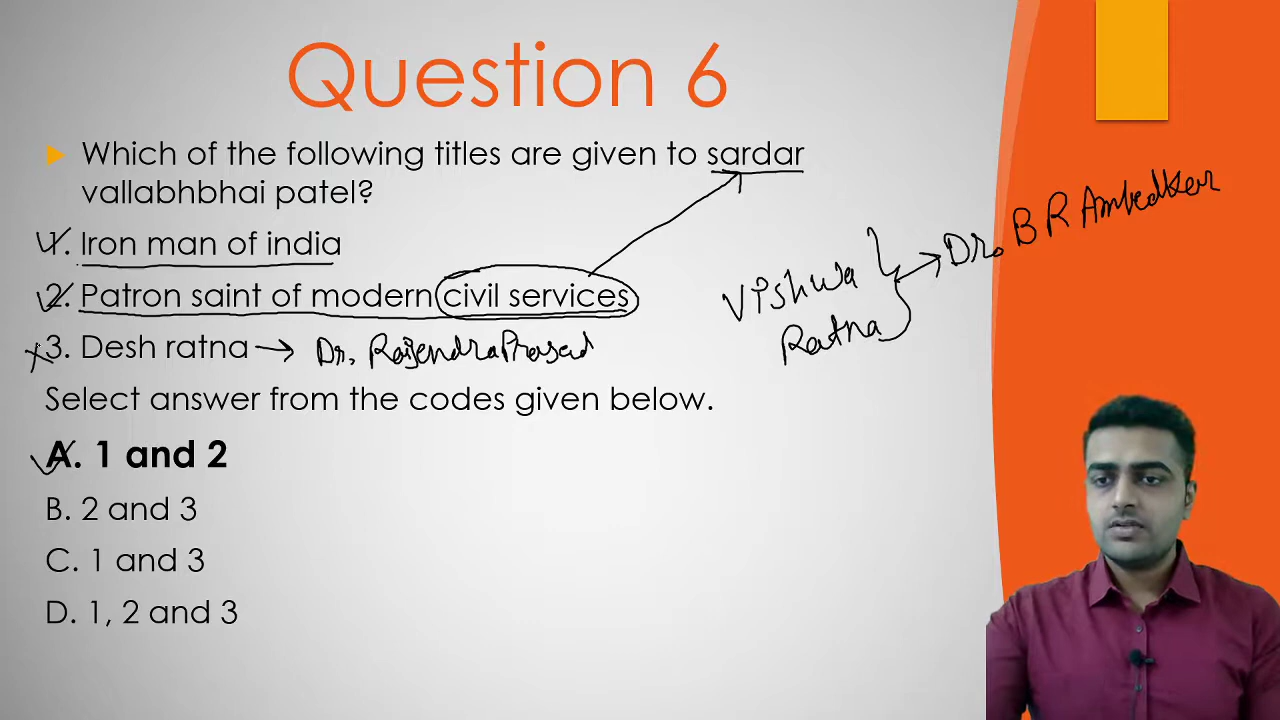 Question 6
Which of the following titles are given to sardar
vallabhbhai patel?
1. Iron man of india
2. Patron saint of modern civil services
3. Desh ratna → Dr. Rajendra Prasad
Select answer from the codes given below.
A. 1 and 2
B. 2 and 3
C. 1 and 3
D. 1, 2 and 3
Vishwa
Ratna
Dr. B R Ambedkar